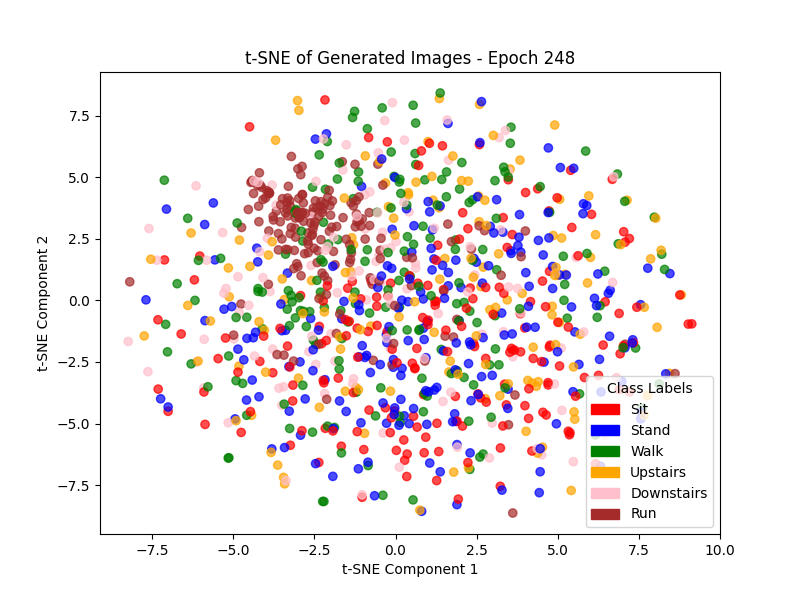 t-SNE of Generated Images - Epoch 248
t-SNE Component 2
7.5
5.0
2.5
0.0
−2.5
−5.0
−7.5
−7.5
−5.0
−2.5
0.0
2.5
5.0
7.5
10.0
t-SNE Component 1
Class Labels
Sit
Stand
Walk
Upstairs
Downstairs
Run